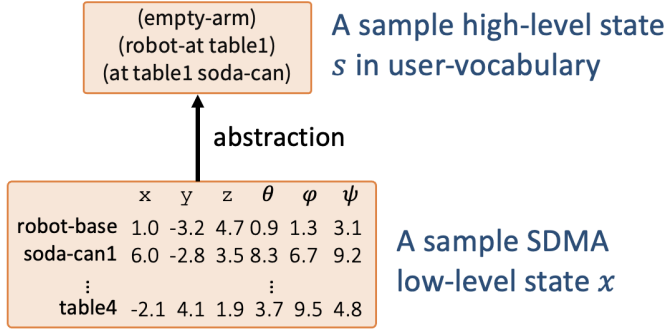 (empty-arm)
(robot-at table1)
(at table1 soda-can)
A sample high-level state
s in user-vocabulary
abstraction
x y z θ φ ψ
robot-base 1.0 -3.2 4.7 0.9 1.3 3.1
soda-can1 6.0 -2.8 3.5 8.3 6.7 9.2
⋮ ⋮
table4 -2.1 4.1 1.9 3.7 9.5 4.8
A sample SDMA
low-level state x